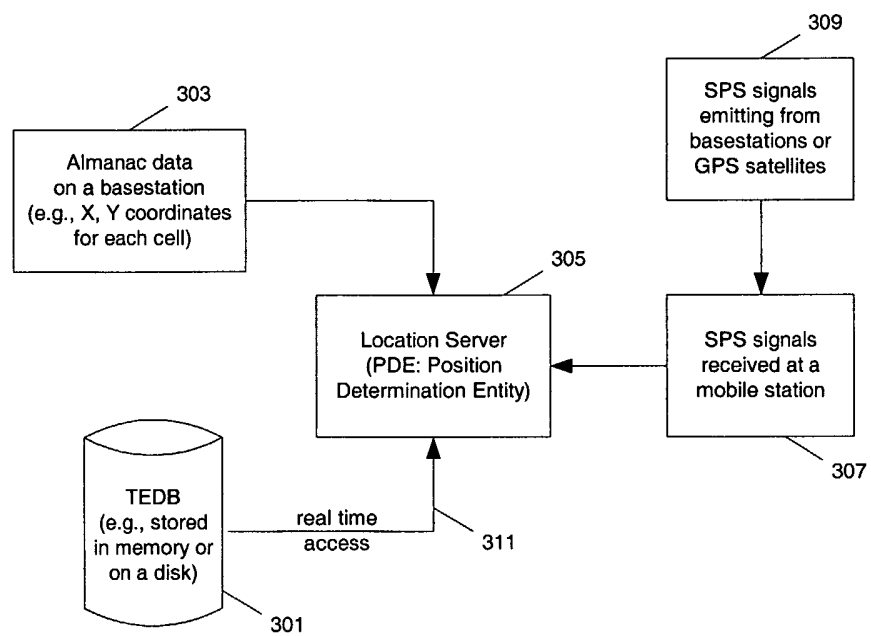 309
SPS signals
emitting from
basestations or
GPS satellites
303
Almanac data
on a basestation
(e.g., X, Y coordinates
for each cell)
305
Location Server
(PDE: Position
Determination Entity)
SPS signals
received at a
mobile station
307
TEDB
(e.g., stored
in memory or
on a disk)
real time
access
311
301